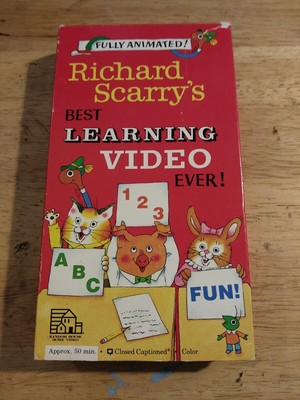 FULLY ANIMATED!
Richard
Scarry's
BEST
LEARNING
VIDEO
EVER!
1 2
3
A
B
C
FUN!
RANDOM HOUSE
HOME VIDEO
Approx. 50 min. • Closed Captioned* • Color